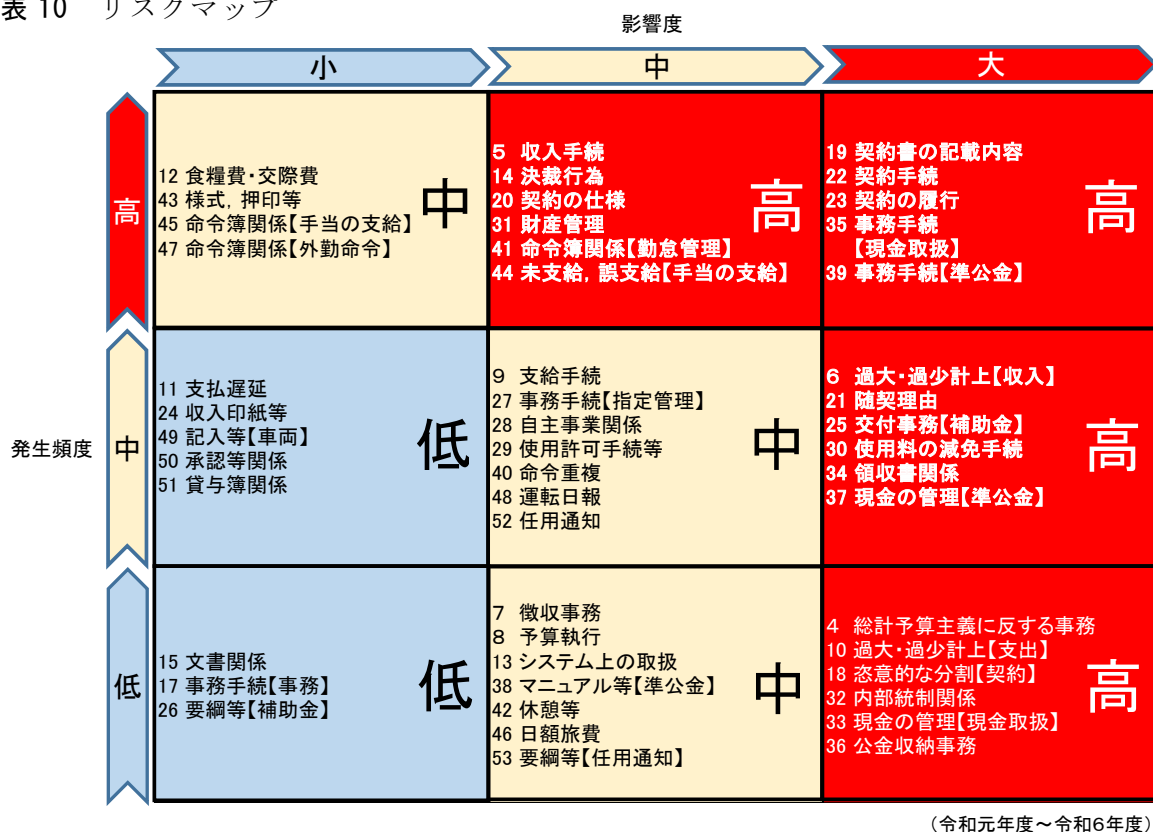 表 10 リスクマップ
影響度
小
中
大
高
12 食糧費・交際費
43 様式，押印等
45 命令簿関係【手当の支給】
47 命令簿関係【外勤命令】
中
5 収入手続
14 決裁行為
20 契約の仕様
31 財産管理
41 命令簿関係【勤怠管理】
44 未支給，誤支給【手当の支給】
高
19 契約書の記載内容
22 契約手続
23 契約の履行
35 事務手続
【現金取扱】
39 事務手続【準公金】
高
発生頻度
中
11 支払遅延
24 収入印紙等
49 記入等【車両】
50 承認等関係
51 貸与簿関係
低
9 支給手続
27 事務手続【指定管理】
28 自主事業関係
29 使用許可手続等
40 命令重複
48 運転日報
52 任用通知
中
6 過大・過少計上【収入】
21 随契理由
25 交付事務【補助金】
30 使用料の減免手続
34 領収書関係
37 現金の管理【準公金】
高
低
15 文書関係
17 事務手続【事務】
26 要綱等【補助金】
低
7 徴収事務
8 予算執行
13 システム上の取扱
38 マニュアル等【準公金】
42 休憩等
46 日額旅費
53 要綱等【任用通知】
中
4 総計予算主義に反する事務
10 過大・過少計上【支出】
18 恣意的な分割【契約】
32 内部統制関係
33 現金の管理【現金取扱】
36 公金収納事務
高
（令和元年度～令和６年度）